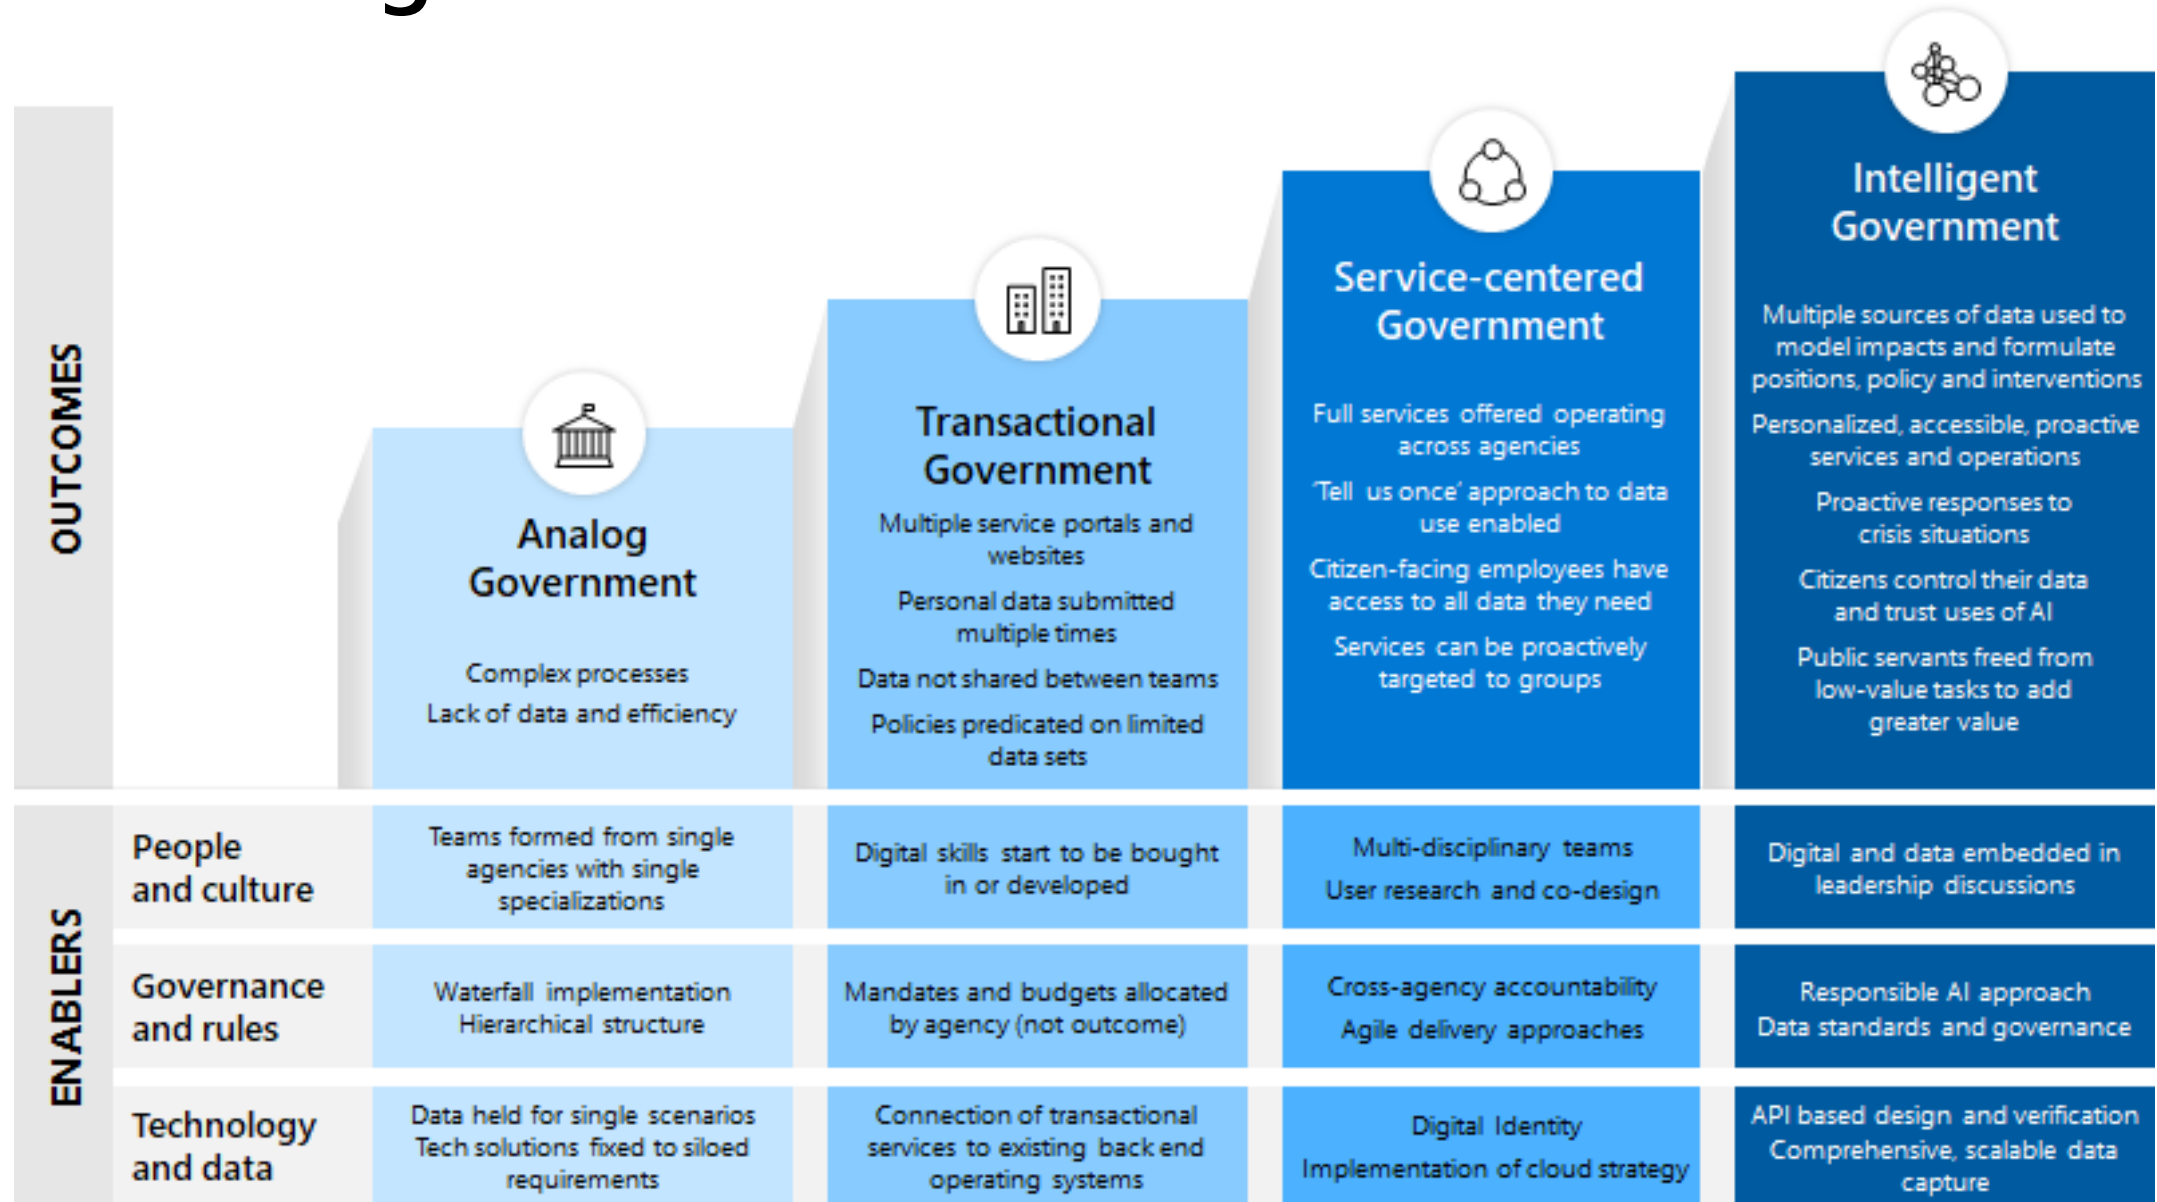 OUTCOMES
Analog
Government
Complex processes
Lack of data and efficiency
Transactional
Government
Multiple service portals and
websites
Personal data submitted
multiple times
Data not shared between teams
Policies predicated on limited
data sets
Service-centered
Government
Full services offered operating
across agencies
'Tell us once' approach to data
use enabled
Citizen-facing employees have
access to all data they need
Services can be proactively
targeted to groups
Intelligent
Government
Multiple sources of data used to
model impacts and formulate
positions, policy and interventions
Personalized, accessible, proactive
services and operations
Proactive responses to
crisis situations
Citizens control their data
and trust uses of AI
Public servants freed from
low-value tasks to add
greater value
ENABLERS
People
and culture
Teams formed from single
agencies with single
specializations
Digital skills start to be bought
in or developed
Multi-disciplinary teams
User research and co-design
Digital and data embedded in
leadership discussions
Governance
and rules
Waterfall implementation
Hierarchical structure
Mandates and budgets allocated
by agency (not outcome)
Cross-agency accountability
Agile delivery approaches
Responsible AI approach
Data standards and governance
Technology
and data
Data held for single scenarios
Tech solutions fixed to siloed
requirements
Connection of transactional
services to existing back end
operating systems
Digital Identity
Implementation of cloud strategy
API based design and verification
Comprehensive, scalable data
capture